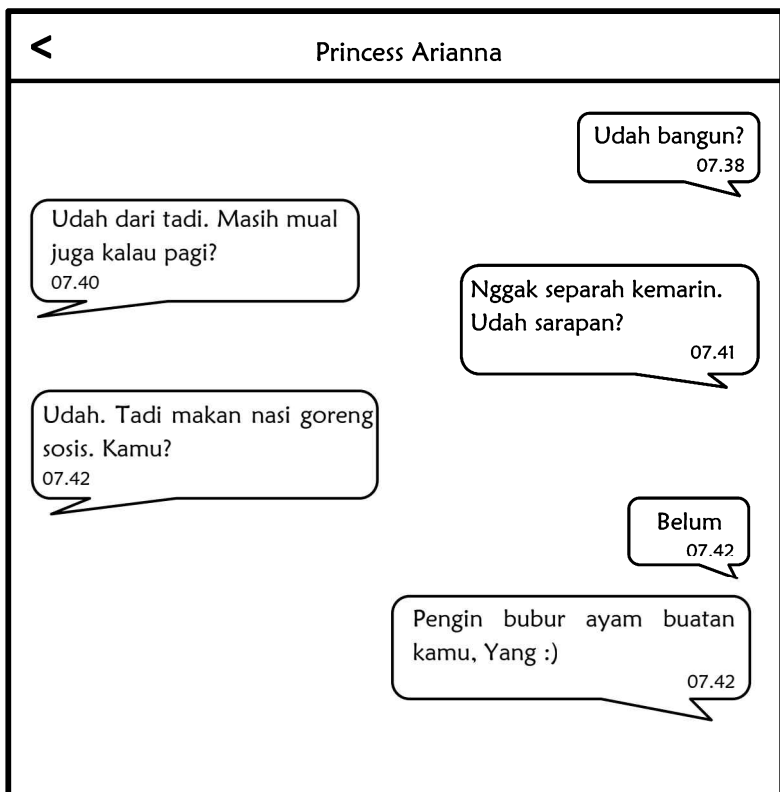 <
Princess Arianna
Udah bangun?
07.38
Udah dari tadi. Masih mual
juga kalau pagi?
07.40
Nggak separah kemarin.
Udah sarapan?
07.41
Udah. Tadi makan nasi goreng
sosis. Kamu?
07.42
Belum
07.42
Pengin bubur ayam buatan
kamu, Yang :)
07.42